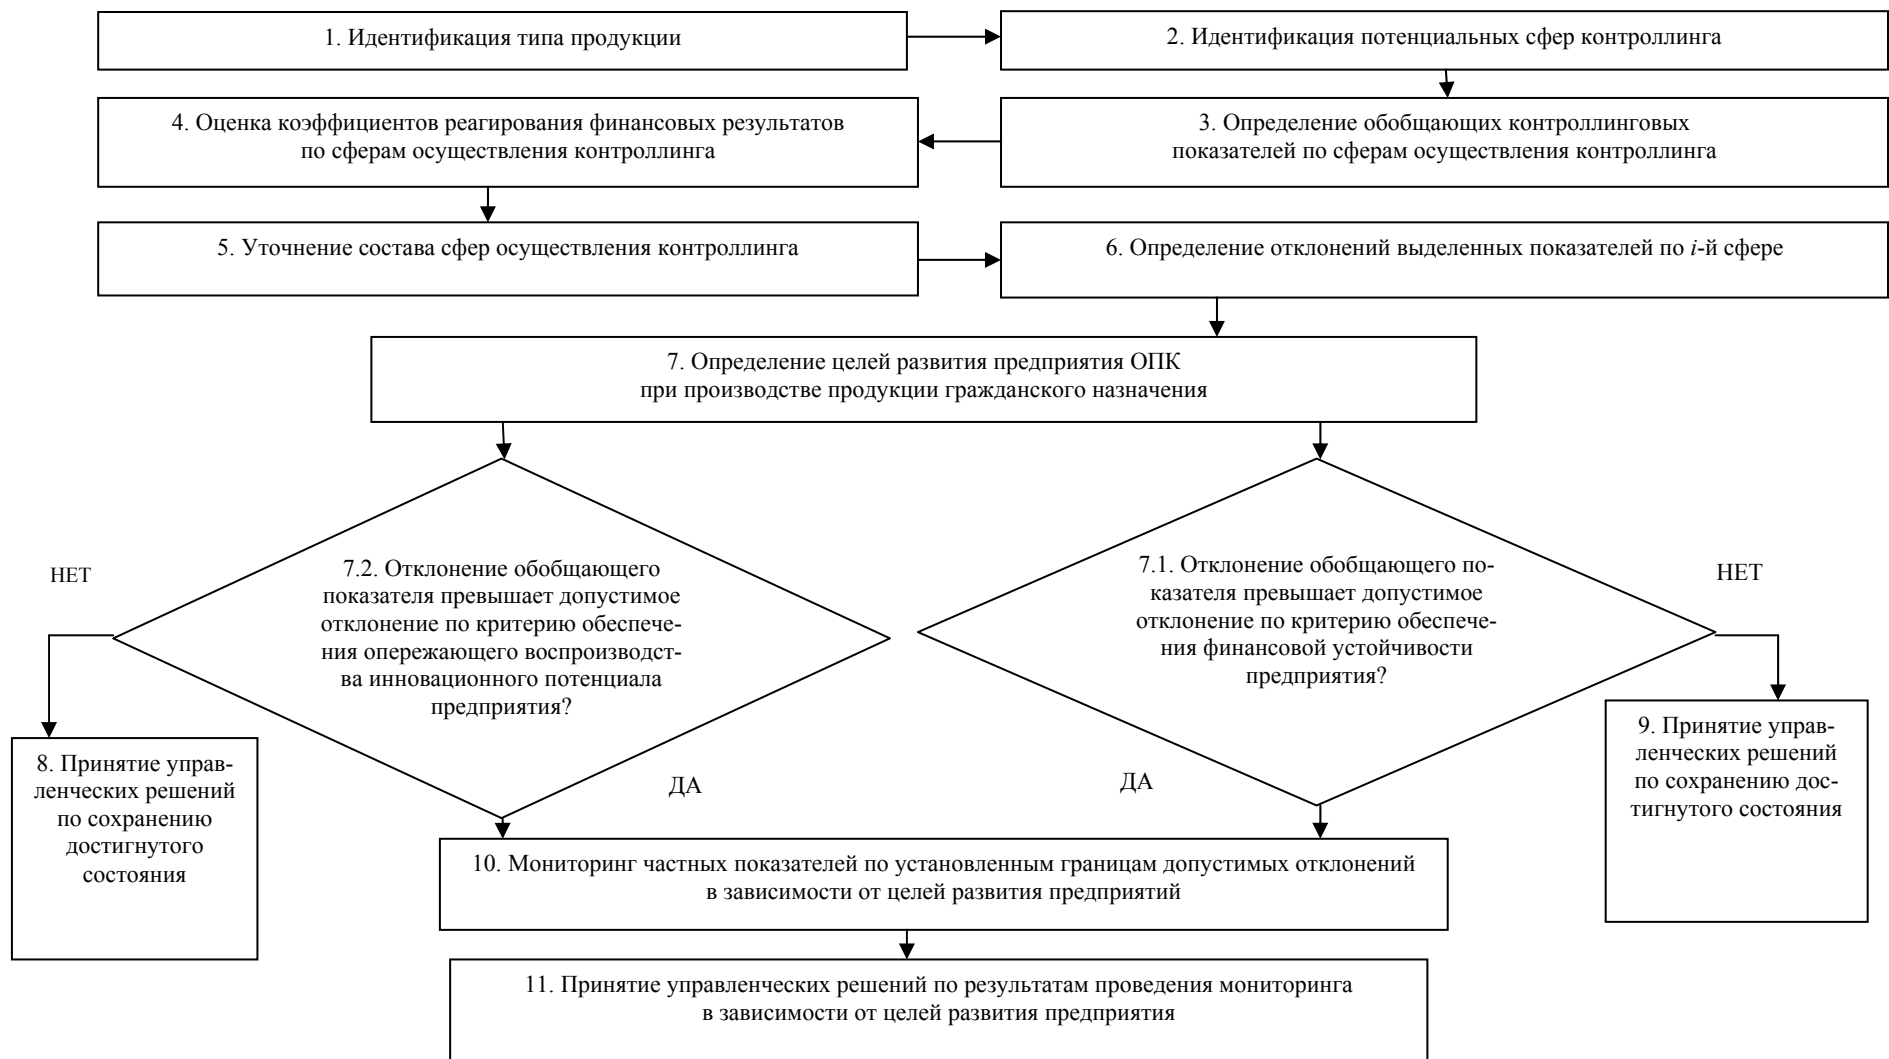 1. Идентификация типа продукции
2. Идентификация потенциальных сфер контроллинга
3. Определение обобщающих контроллинговых
показателей по сферам осуществления контроллинга
4. Оценка коэффициентов реагирования финансовых результатов
по сферам осуществления контроллинга
5. Уточнение состава сфер осуществления контроллинга
6. Определение отклонений выделенных показателей по i-й сфере
7. Определение целей развития предприятия ОПК
при производстве продукции гражданского назначения
НЕТ
7.2. Отклонение обобщающего
показателя превышает допустимое
отклонение по критерию обеспече-
ния опережающего воспроизводст-
ва инновационного потенциала
предприятия?
ДА
7.1. Отклонение обобщающего по-
казателя превышает допустимое
отклонение по критерию обеспече-
ния финансовой устойчивости
предприятия?
НЕТ
ДА
8. Принятие управ-
ленческих решений
по сохранению
достигнутого
состояния
9. Принятие управ-
ленческих решений
по сохранению дос-
тигнутого состояния
10. Мониторинг частных показателей по установленным границам допустимых отклонений
в зависимости от целей развития предприятий
11. Принятие управленческих решений по результатам проведения мониторинга
в зависимости от целей развития предприятия